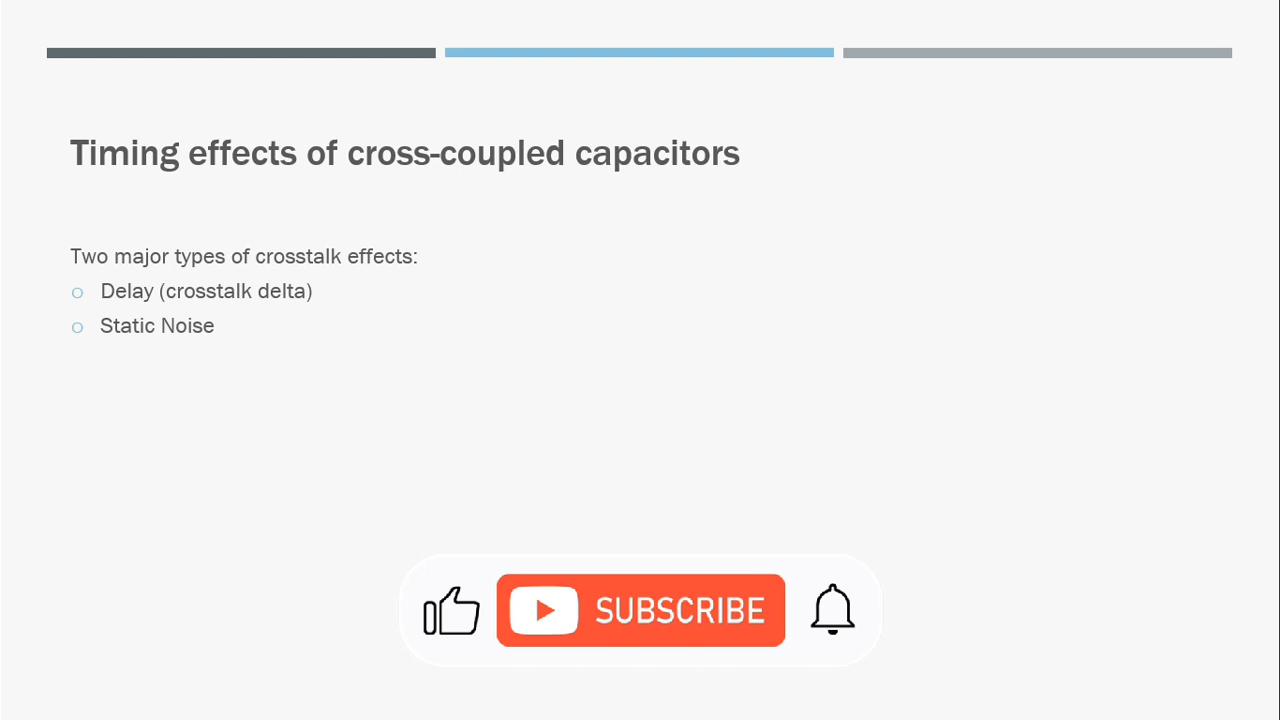 Timing effects of cross-coupled capacitors
Two major types of crosstalk effects:
o Delay (crosstalk delta)
o Static Noise
SUBSCRIBE